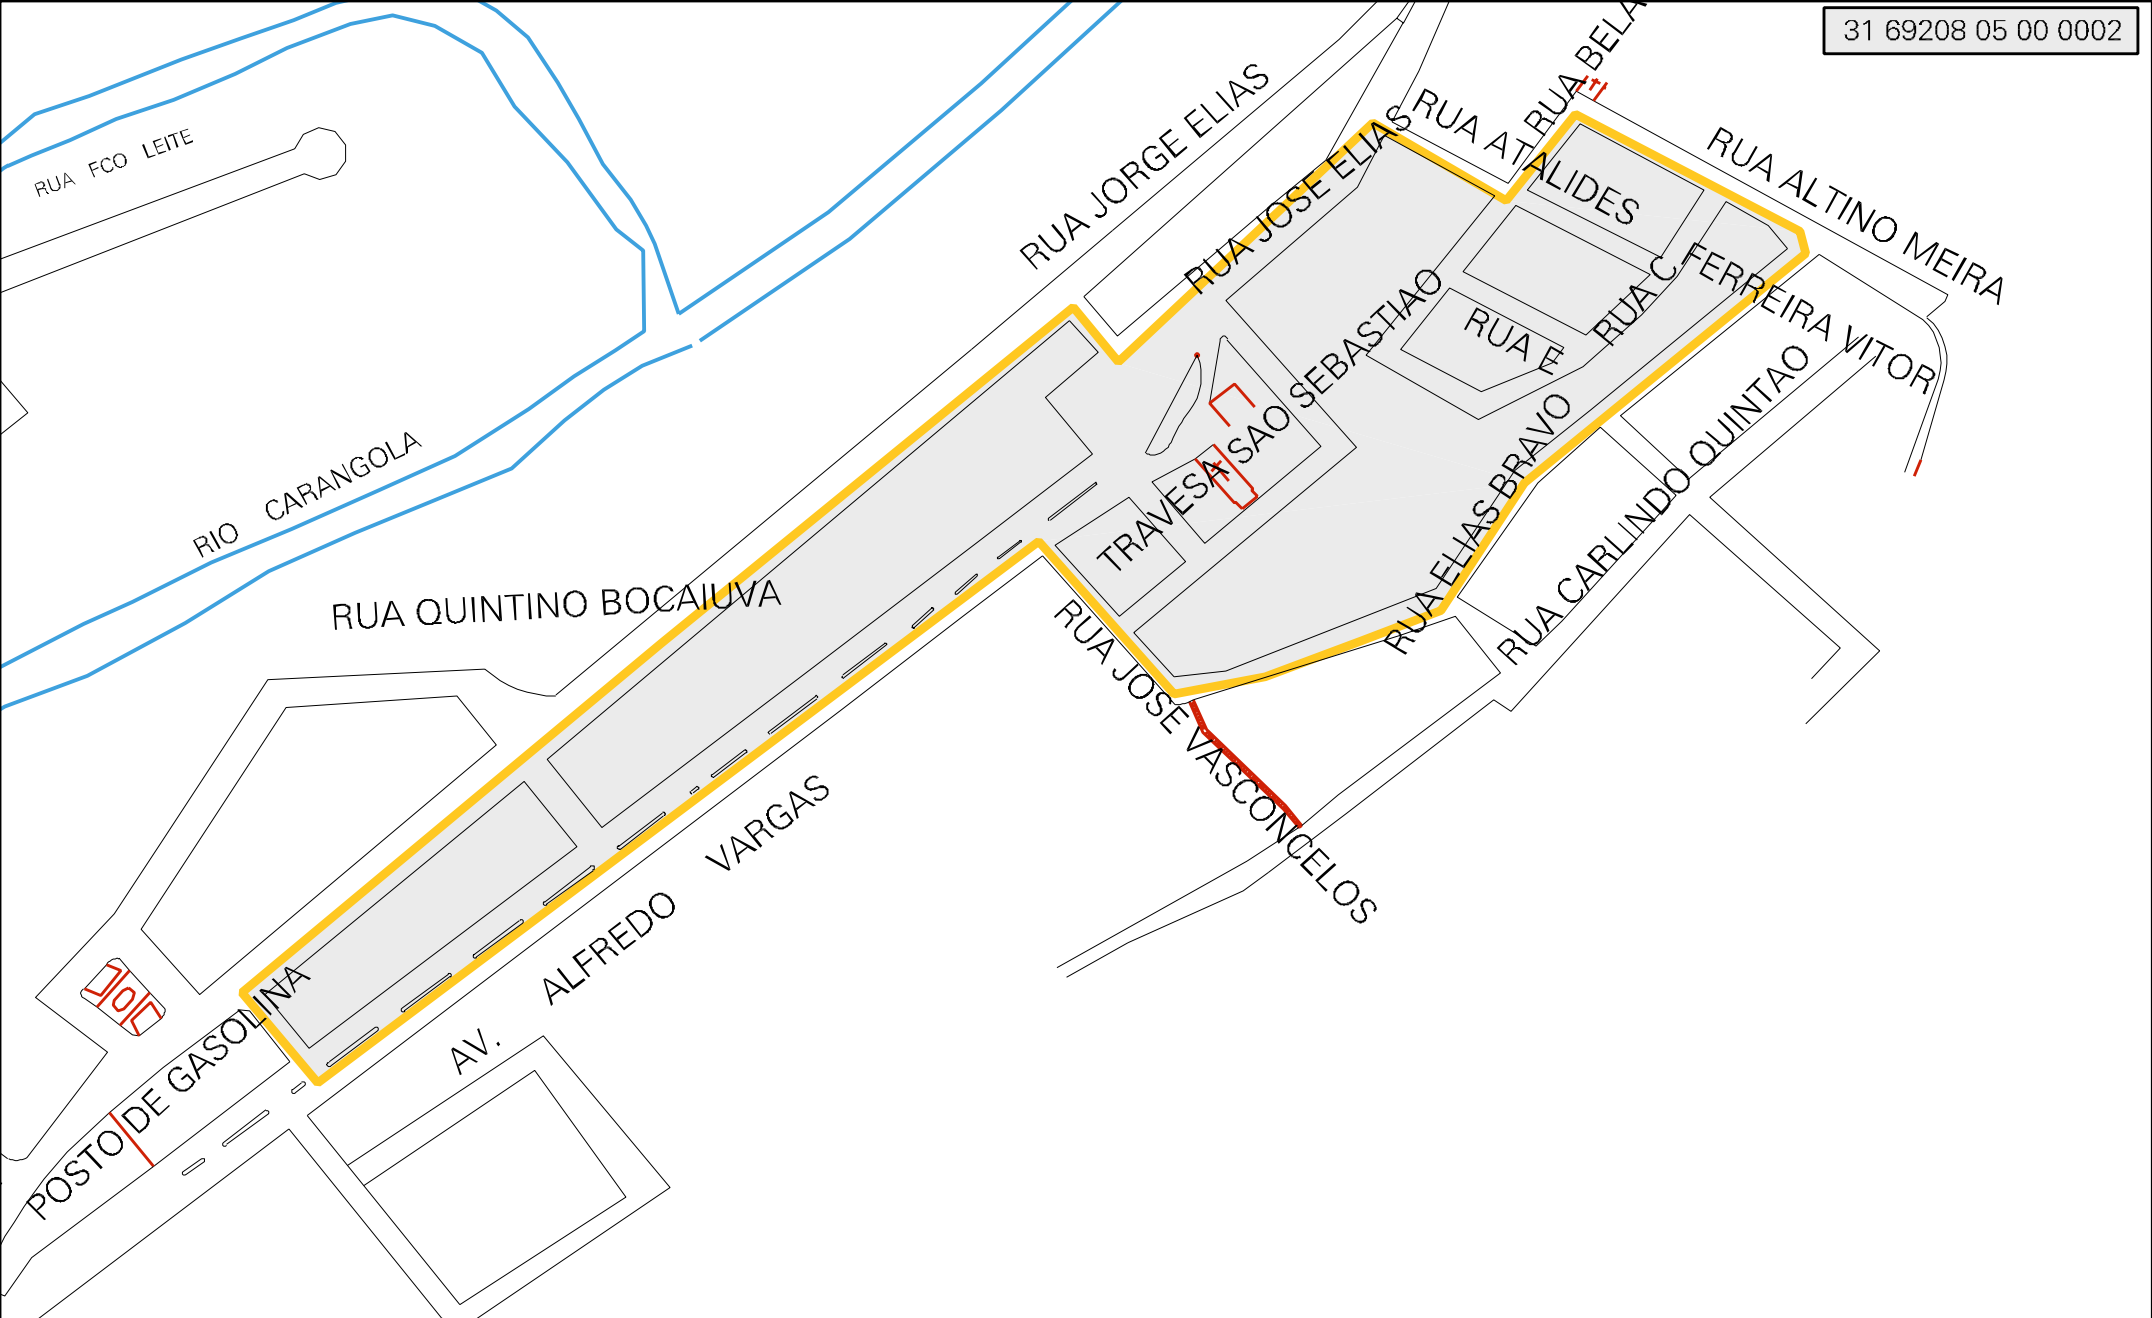 31 69208 05 00 0002
RUA BELA
RUA FCO LEITE
RUA JORGE ELIAS
RUA JOSE ELIAS
RUA ATALIDES
RUA ALTINO MEIRA
RUA C
FERREIRA VITOR
RUA E
TRAVESA SAO SEBASTIAO
RUA ELIAS BRAVO
RUA CARLINDO QUINTAO
RIO CARANGOLA
RUA QUINTINO BOCAIUVA
RUA JOSE VASCONCELOS
AV. ALFREDO VARGAS
POSTO DE GASOLINA